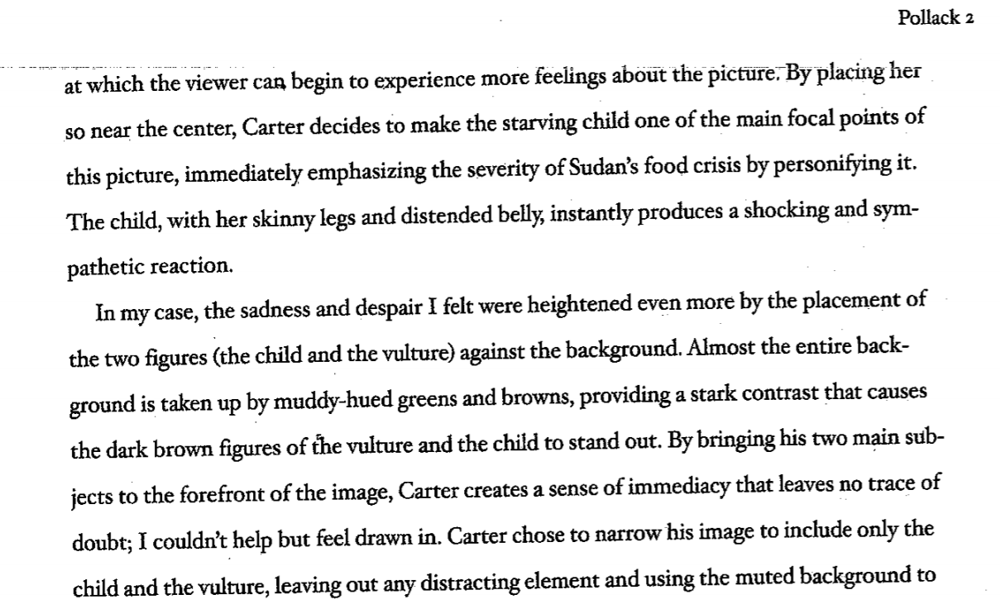 Pollack 2
at which the viewer can begin to experience more feelings about the picture. By placing her
so near the center, Carter decides to make the starving child one of the main focal points of
this picture, immediately emphasizing the severity of Sudan's food crisis by personifying it.
The child, with her skinny legs and distended belly, instantly produces a shocking and sym-
pathetic reaction.
In my case, the sadness and despair I felt were heightened even more by the placement of
the two figures (the child and the vulture) against the background. Almost the entire back-
ground is taken up by muddy-hued greens and browns, providing a stark contrast that causes
the dark brown figures of the vulture and the child to stand out. By bringing his two main sub-
jects to the forefront of the image, Carter creates a sense of immediacy that leaves no trace of
doubt; I couldn't help but feel drawn in. Carter chose to narrow his image to include only the
child and the vulture, leaving out any distracting element and using the muted background to